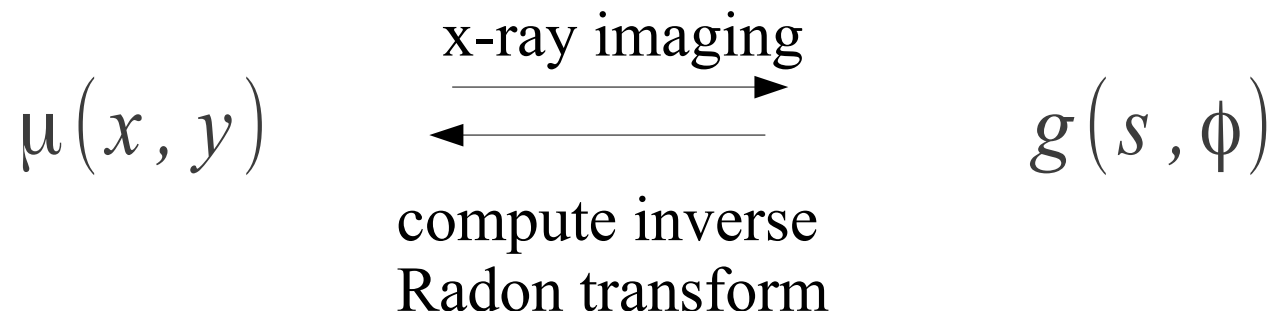 x-ray imaging
μ(x, y)
g(s, ϕ)
compute inverse
Radon transform